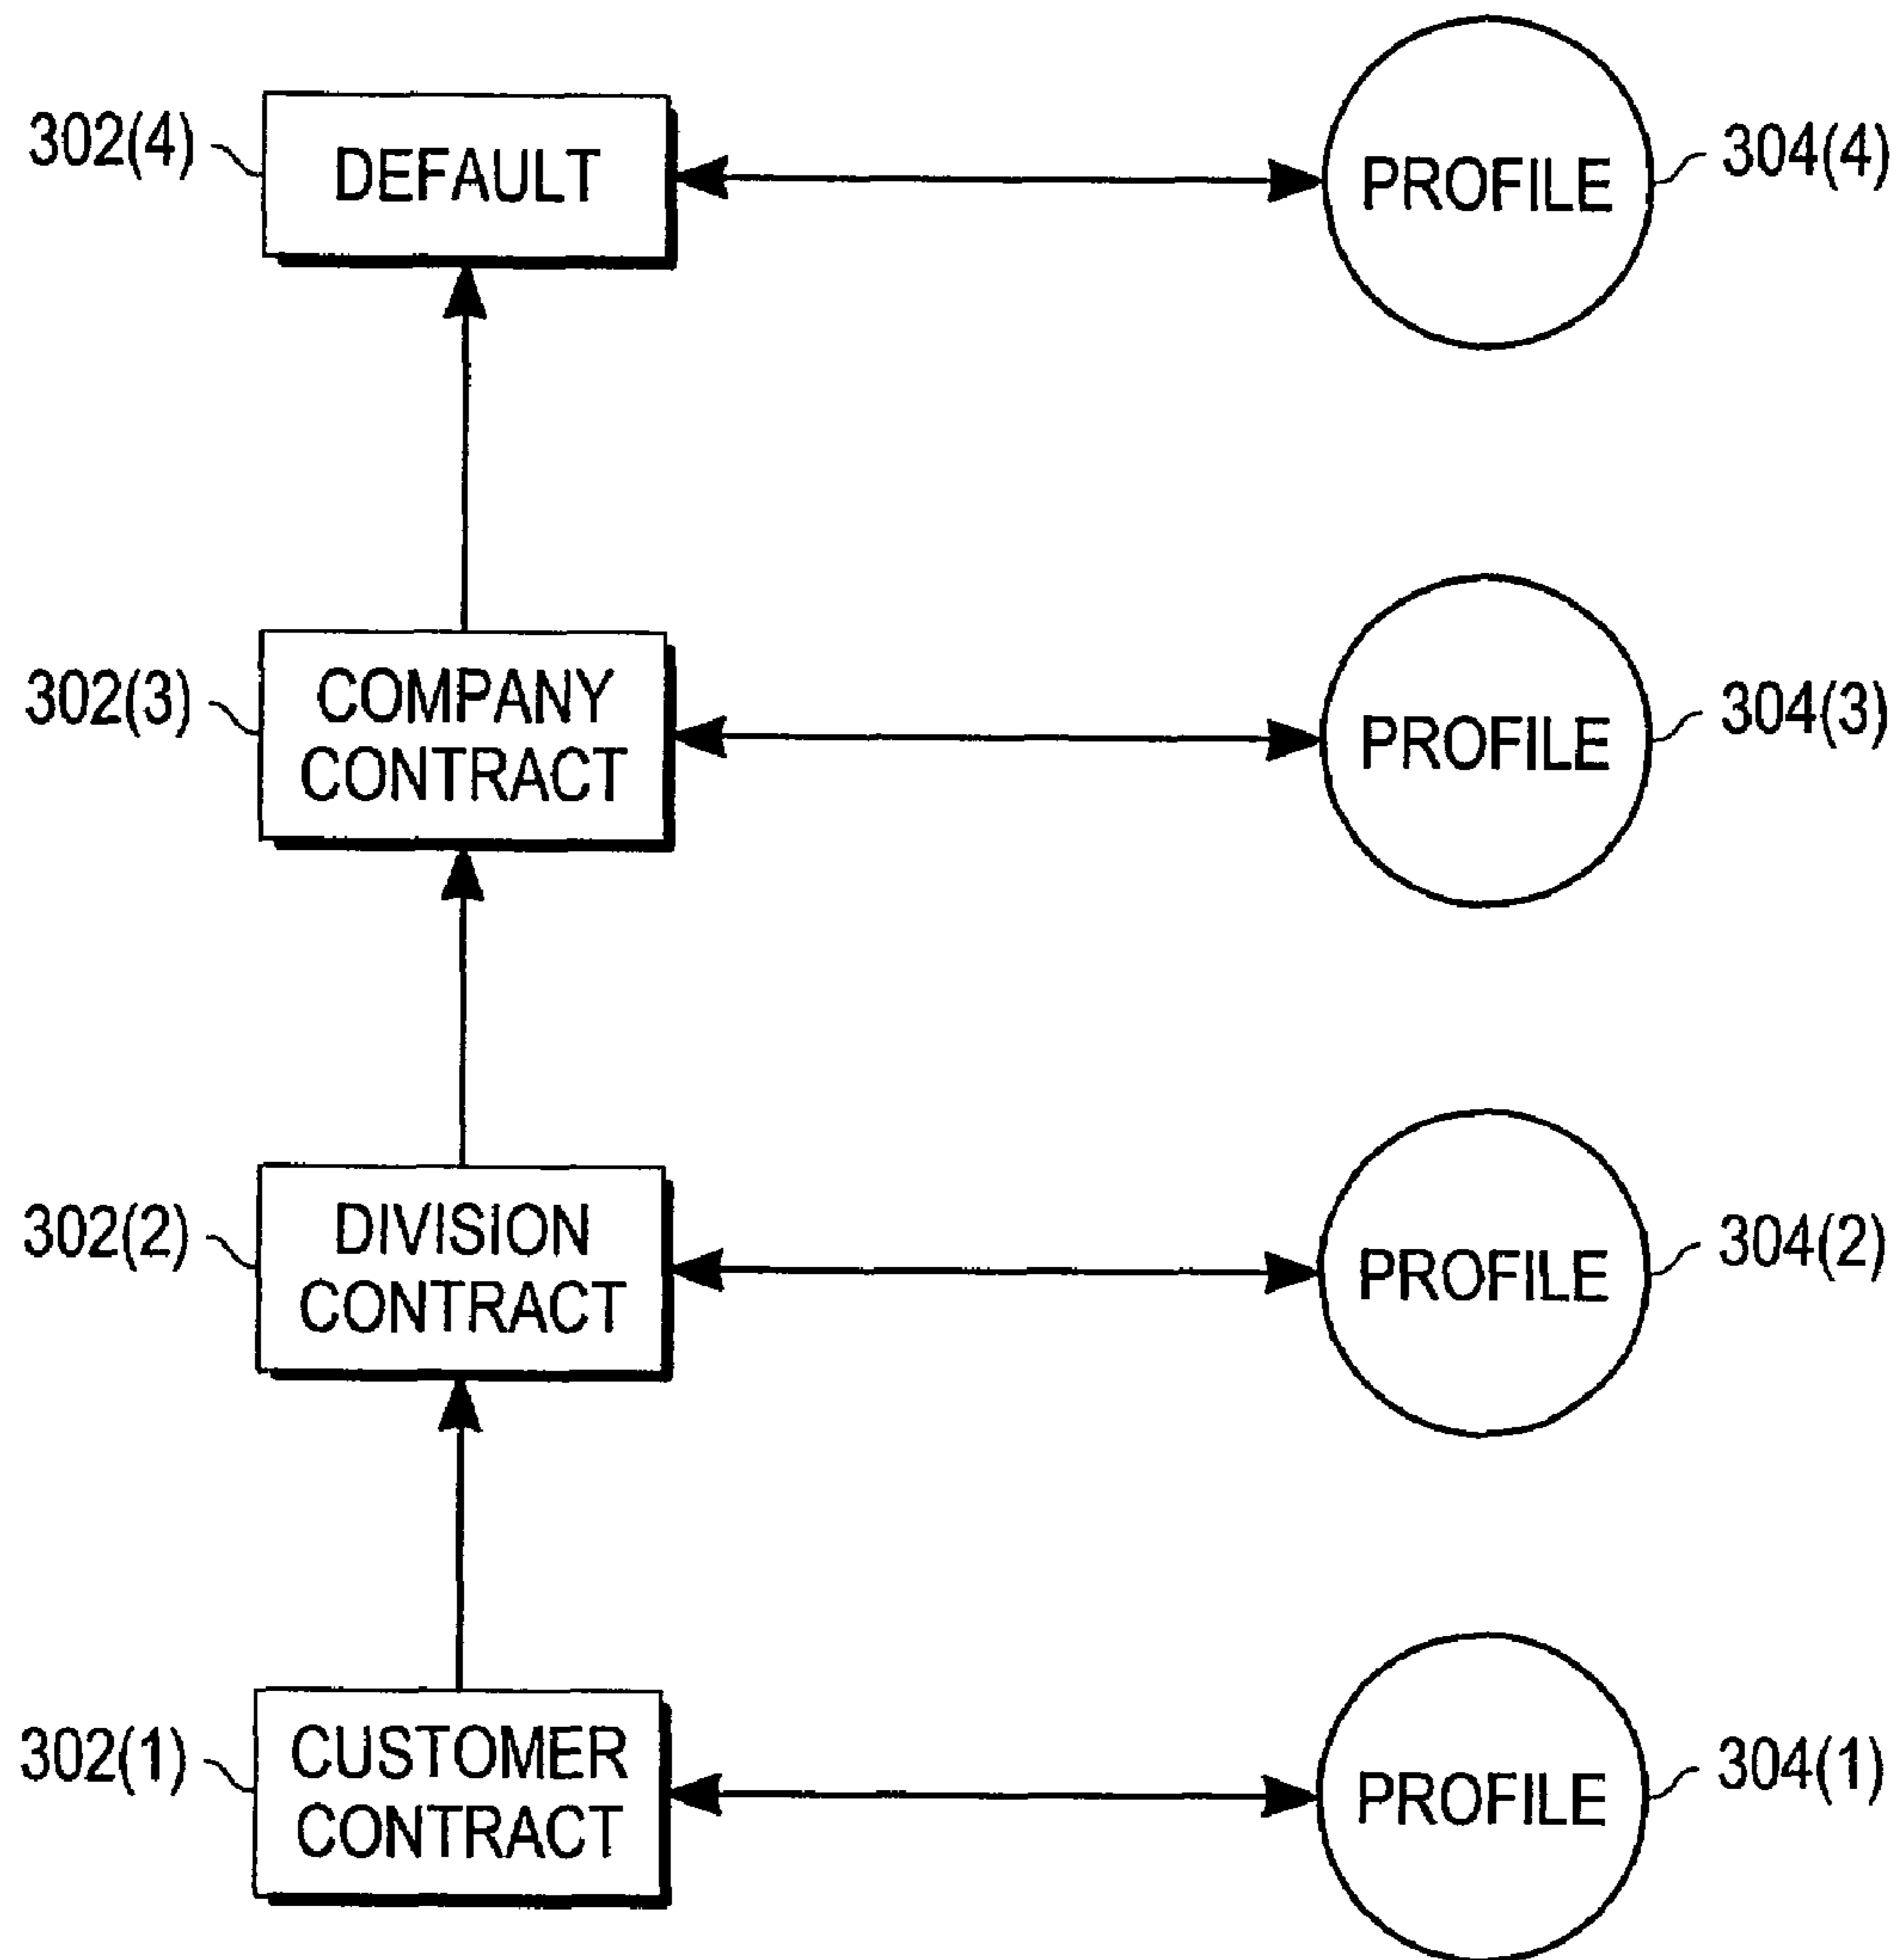 302(4)
DEFAULT
PROFILE
304(4)
302(3)
COMPANY
CONTRACT
PROFILE
304(3)
302(2)
DIVISION
CONTRACT
PROFILE
304(2)
302(1)
CUSTOMER
CONTRACT
PROFILE
304(1)